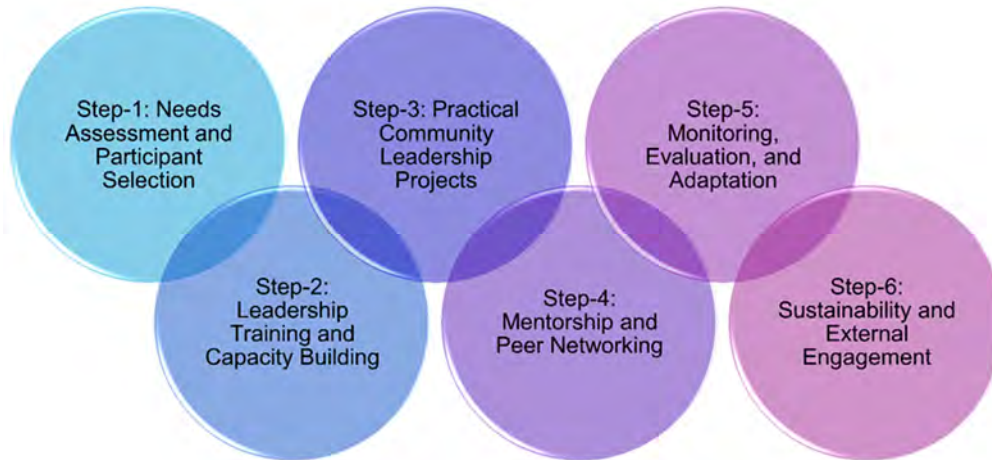 Step-1: Needs
Assessment and
Participant
Selection
Step-2:
Leadership
Training and
Capacity Building
Step-3: Practical
Community
Leadership
Projects
Step-4:
Mentorship and
Peer Networking
Step-5:
Monitoring,
Evaluation, and
Adaptation
Step-6:
Sustainability and
External
Engagement